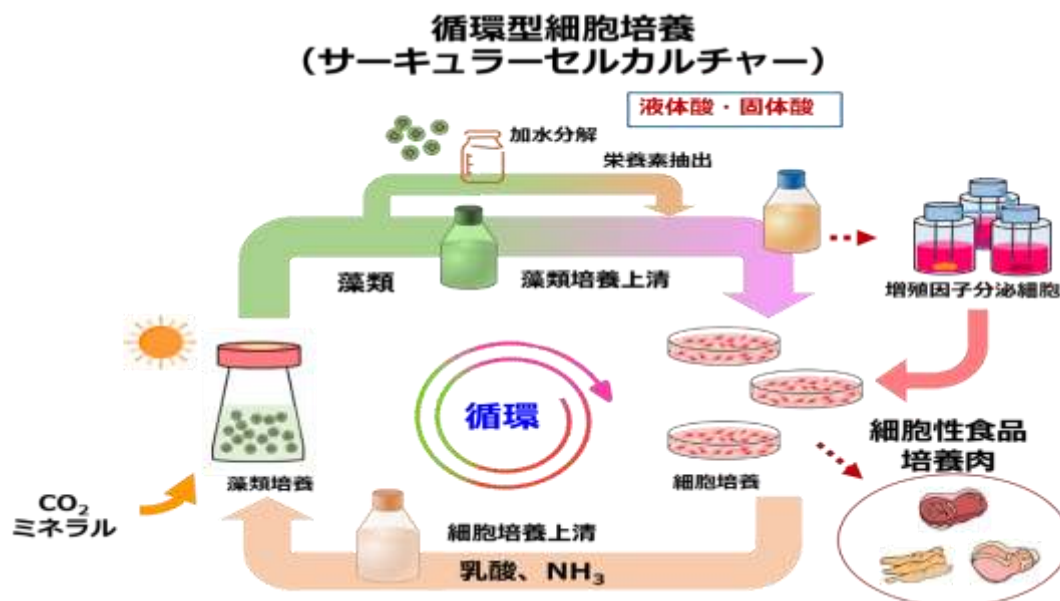 循環型細胞培養
（サーキュラーセルカルチャー）
液体酸・固体酸
加水分解
栄養素抽出
藻類
藻類培養上清
増殖因子分泌細胞
循環
細胞性食品
培養肉
藻類培養
細胞培養
CO₂
ミネラル
細胞培養上清
乳酸、NH₃